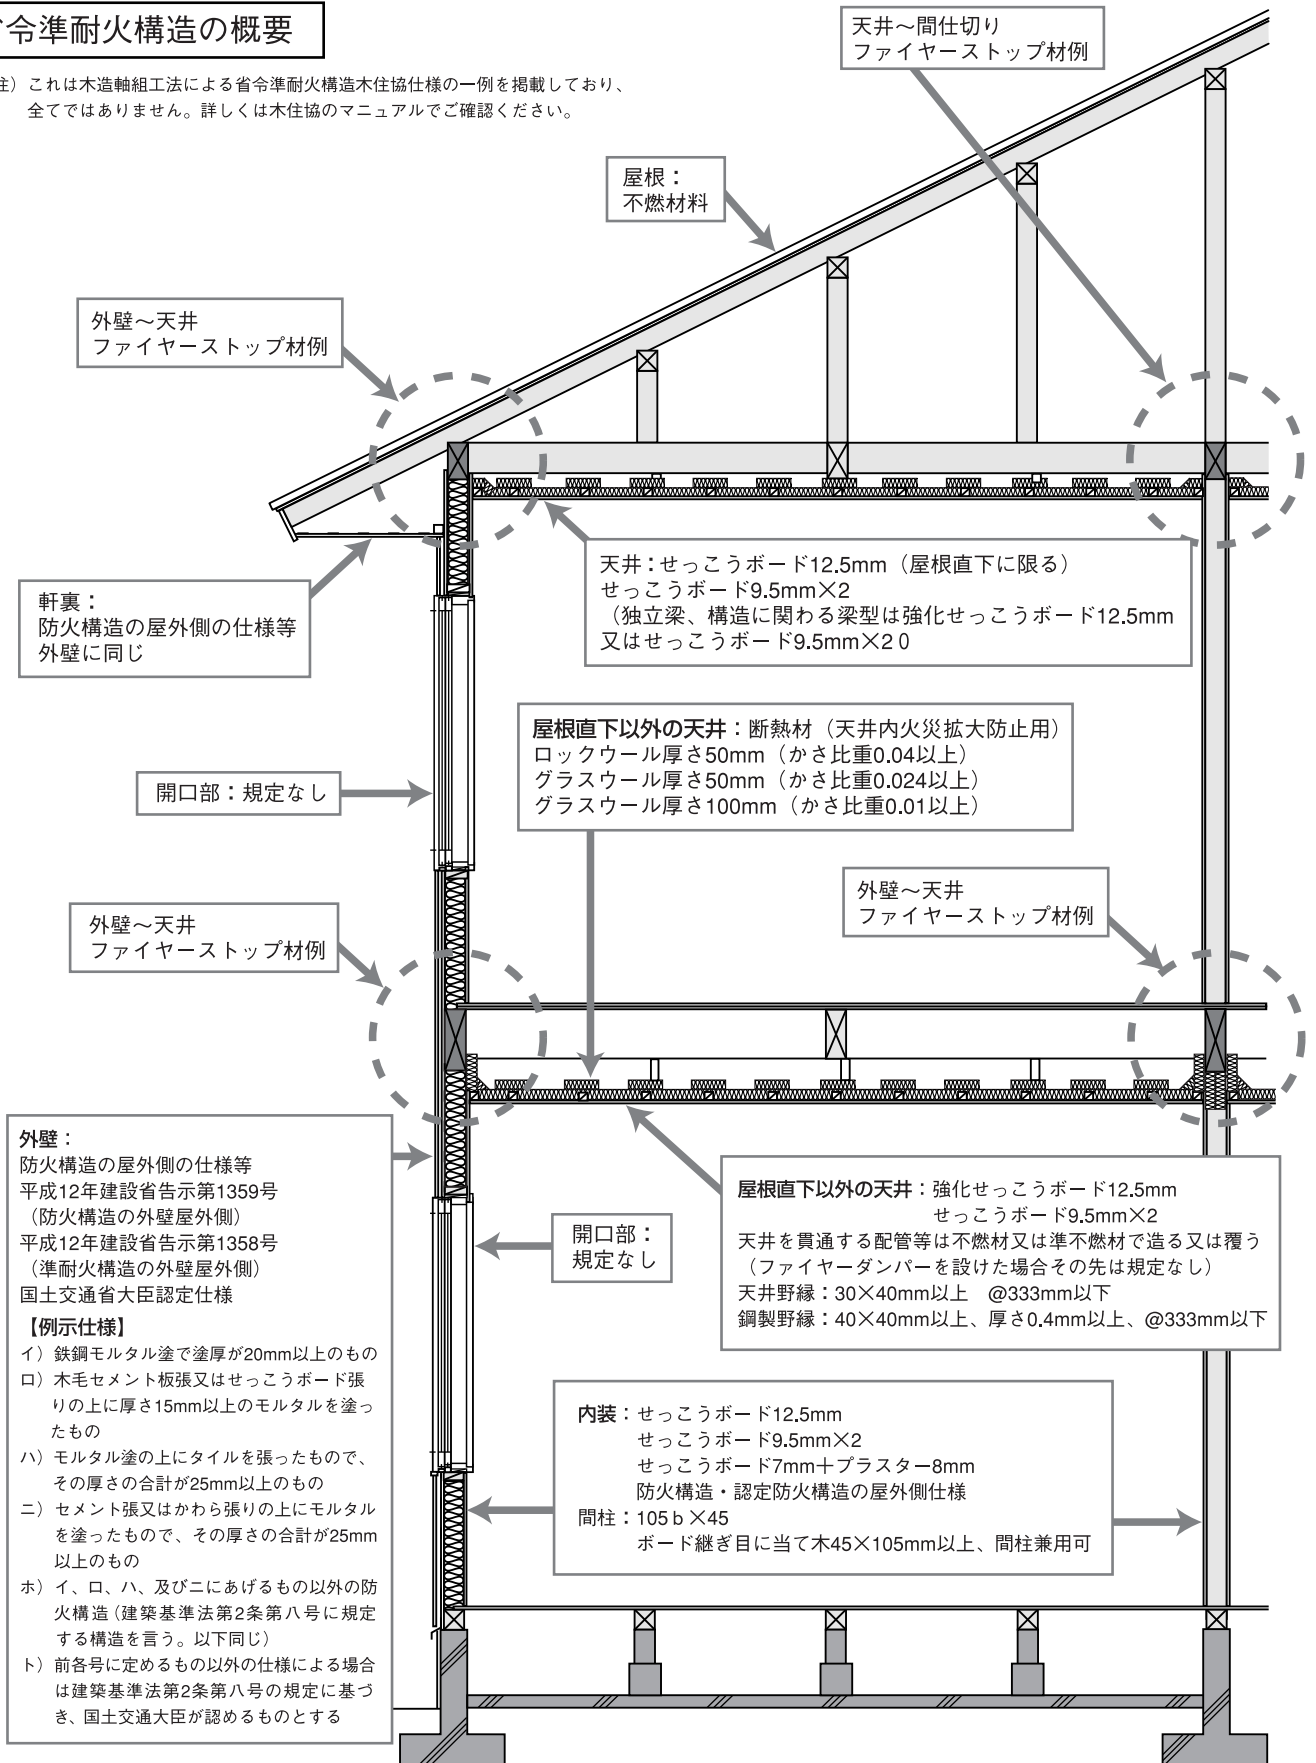 令準耐火構造の概要
注）これは木造軸組工法による省令準耐火構造木住協仕様の一例を掲載しており、
全てではありません。詳しくは木住協のマニュアルでご確認ください。
天井～間仕切り
ファイヤーストップ材例
屋根：
不燃材料
外壁～天井
ファイヤーストップ材例
天井：せっこうボード12.5mm（屋根直下に限る）
せっこうボード9.5mm×2
（独立梁、構造に関わる梁型は強化せっこうボード12.5mm
又はせっこうボード9.5mm×2 0
軒裏：
防火構造の屋外側の仕様等
外壁に同じ
屋根直下以外の天井：断熱材（天井内火災拡大防止用）
ロックウール厚さ50mm（かさ比重0.04以上）
グラスウール厚さ50mm（かさ比重0.024以上）
グラスウール厚さ100mm（かさ比重0.01以上）
開口部：規定なし
外壁～天井
ファイヤーストップ材例
外壁～天井
ファイヤーストップ材例
外壁：
防火構造の屋外側の仕様等
平成12年建設省告示第1359号
（防火構造の外壁屋外側）
平成12年建設省告示第1358号
（準耐火構造の外壁屋外側）
国土交通省大臣認定仕様
【例示仕様】
イ）鉄鋼モルタル塗で塗厚が20mm以上のもの
ロ）木毛セメント板張又はせっこうボード張
りの上に厚さ15mm以上のモルタルを塗っ
たもの
ハ）モルタル塗の上にタイルを張ったもので、
その厚さの合計が25mm以上のもの
ニ）セメント張又はかわら張りの上にモルタル
を塗ったもので、その厚さの合計が25mm
以上のもの
ホ）イ、ロ、ハ、及びニにあげるもの以外の防
火構造（建築基準法第2条第八号に規定
する構造を言う。以下同じ）
ト）前各号に定めるもの以外の仕様による場合
は建築基準法第2条第八号の規定に基づ
き、国土交通大臣が認めるものとする
開口部：
規定なし
屋根直下以外の天井：強化せっこうボード12.5mm
せっこうボード9.5mm×2
天井を貫通する配管等は不燃材又は準不燃材で造る又は覆う
（ファイヤーダンパーを設けた場合その先は規定なし）
天井野縁：30×40mm以上　@333mm以下
鋼製野縁：40×40mm以上、厚さ0.4mm以上、@333mm以下
内装：せっこうボード12.5mm
せっこうボード9.5mm×2
せっこうボード7mm＋プラスター8mm
防火構造・認定防火構造の屋外側仕様
間柱：105ｂ×45
ボード継ぎ目に当て木45×105mm以上、間柱兼用可